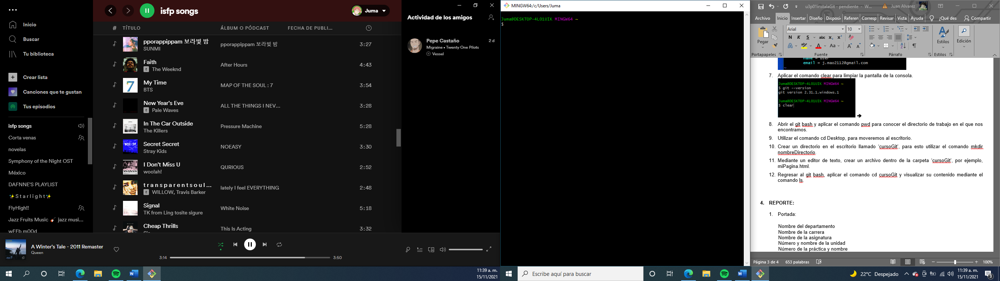 Inicio
Buscar
Tu biblioteca
Crear lista
Canciones que te gustan
Tus episodios
isfp songs
Corta venas
novelas
Symphony of the Night OST
México
DAFNNE'S PLAYLIST
✨S t a r l i g h t✨
FlyHigh!!
Jazz Fruits Music 🎸 jazz musi...
wEEb m00d
isfp songs
Juma
# TÍTULO ÁLBUM O PÓDCAST FECHA DE PUBLI...
pporappippam 보라빛 밤
SUNMI
pporappippam 보라빛 밤
3:27
Faith
E The Weeknd
After Hours
4:43
My Time
BTS
MAP OF THE SOUL : 7
3:54
New Year's Eve
E Pale Waves
ALL THE THINGS I NEV...
3:28
In The Car Outside
The Killers
Pressure Machine
5:28
Secret Secret
Stray Kids
NOEASY
3:30
I Don't Miss U
woo!ah!
QURIOUS
2:52
t r a n s p a r e n t s o u l ...
E WILLOW, Travis Barker
lately I feel EVERYTHING
2:48
Signal
TK from Ling tosite sigure
White Noise
5:18
Cheap Thrills
Sia
This Is Acting
3:32
Actividad de los amigos
Pepe Castaño 2 d
Migraine • Twenty One Pilots
Vessel
A Winter's Tale - 2011 Remaster
Queen
3:14 3:50
11:39 a. m.
15/11/2021
MINGW64:/c/Users/Juma
Juma@DESKTOP-4LO1UIK MINGW64 ~
$
u3p01instalaGit - pendiente - W... Juan Alvarez
Archivo Inicio Insertar Diseño Disposic Referen Corresp Revisar Vista Ayuda ¿Qué des Compartir
Pegar
Portapapeles
Arial 10
N K S abc x₂ x²
A A Aa A A
Fuente
Párrafo
Estilos
Estilos
Edición
name = user
email = j.mao2112@gmail.com
~
7. Aplicar el comando clear para limpiar la pantalla de la consola.
Juma@DESKTOP-4LO1UIK MINGW64 ~
$ git --version
git version 2.31.1.windows.1
Juma@DESKTOP-4LO1UIK MINGW64 ~
$ clear
➔
8. Abrir el git bash y aplicar el comando pwd para conocer el directorio de trabajo en el que nos
encontramos.
9. Utilizar el comando cd Desktop, para moveremos al escritorio.
10. Crear un directorio en el escritorio llamado 'cursoGit', para esto utilizar el comando mkdir
nombreDirectorio.
11. Mediante un editor de texto, crear un archivo dentro de la carpeta 'cursoGit', por ejemplo,
miPagina.html.
12. Regresar al git bash, aplicar el comando cd cursoGit y visualizar su contenido mediante el
comando ls.
4. REPORTE:
1. Portada:
Nombre del departamento
Nombre de la carrera
Nombre de la asignatura
Número y nombre de la unidad
Número de la práctica y nombre
Página 3 de 4 653 palabras 100%
Escribe aquí para buscar
22°C Despejado
11:39 a. m.
15/11/2021
3